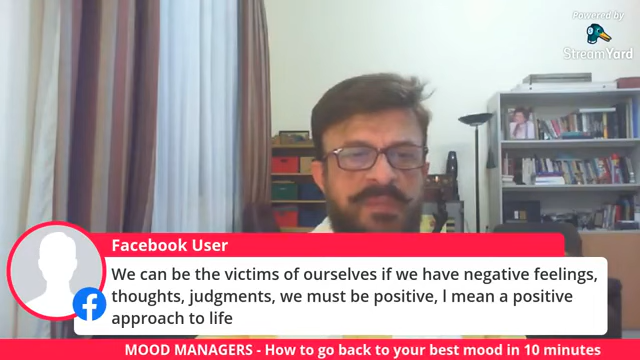 Powered by
StreamYard
Facebook User
We can be the victims of ourselves if we have negative feelings,
thoughts, judgments, we must be positive, I mean a positive
approach to life
MOOD MANAGERS - How to go back to your best mood in 10 minutes